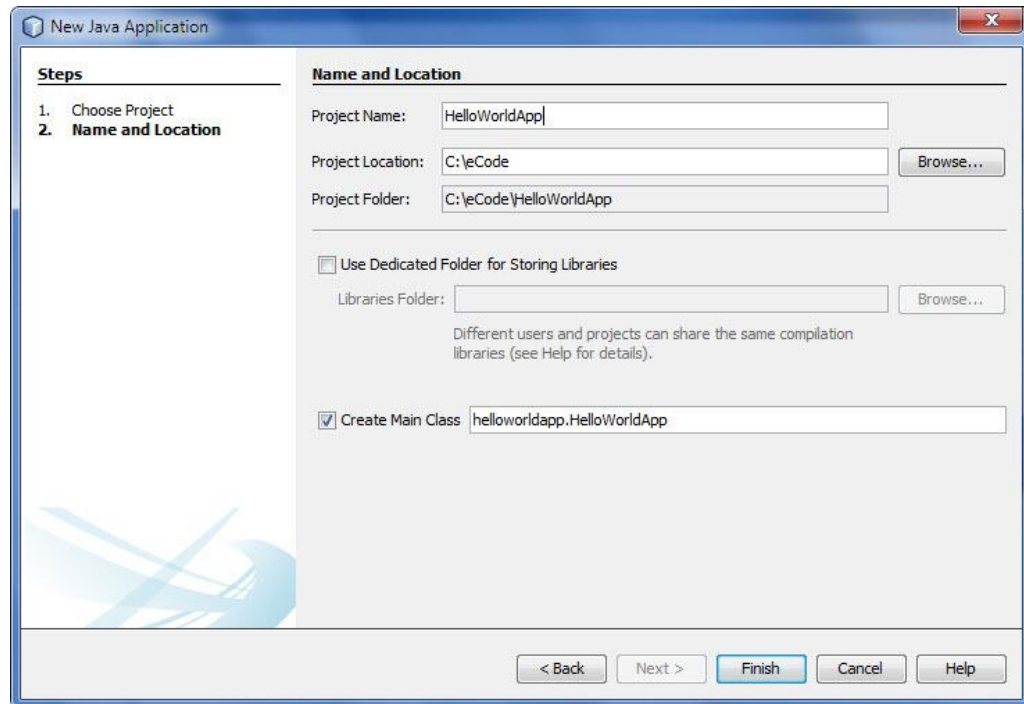 New Java Application
Steps
1. Choose Project
2. Name and Location
Name and Location
Project Name: HelloWorldApp
Project Location: C:\eCode Browse...
Project Folder: C:\eCode\HelloWorldApp
Use Dedicated Folder for Storing Libraries
Libraries Folder: Browse...
Different users and projects can share the same compilation
libraries (see Help for details).
Create Main Class helloworldapp.HelloWorldApp
< Back Next > Finish Cancel Help